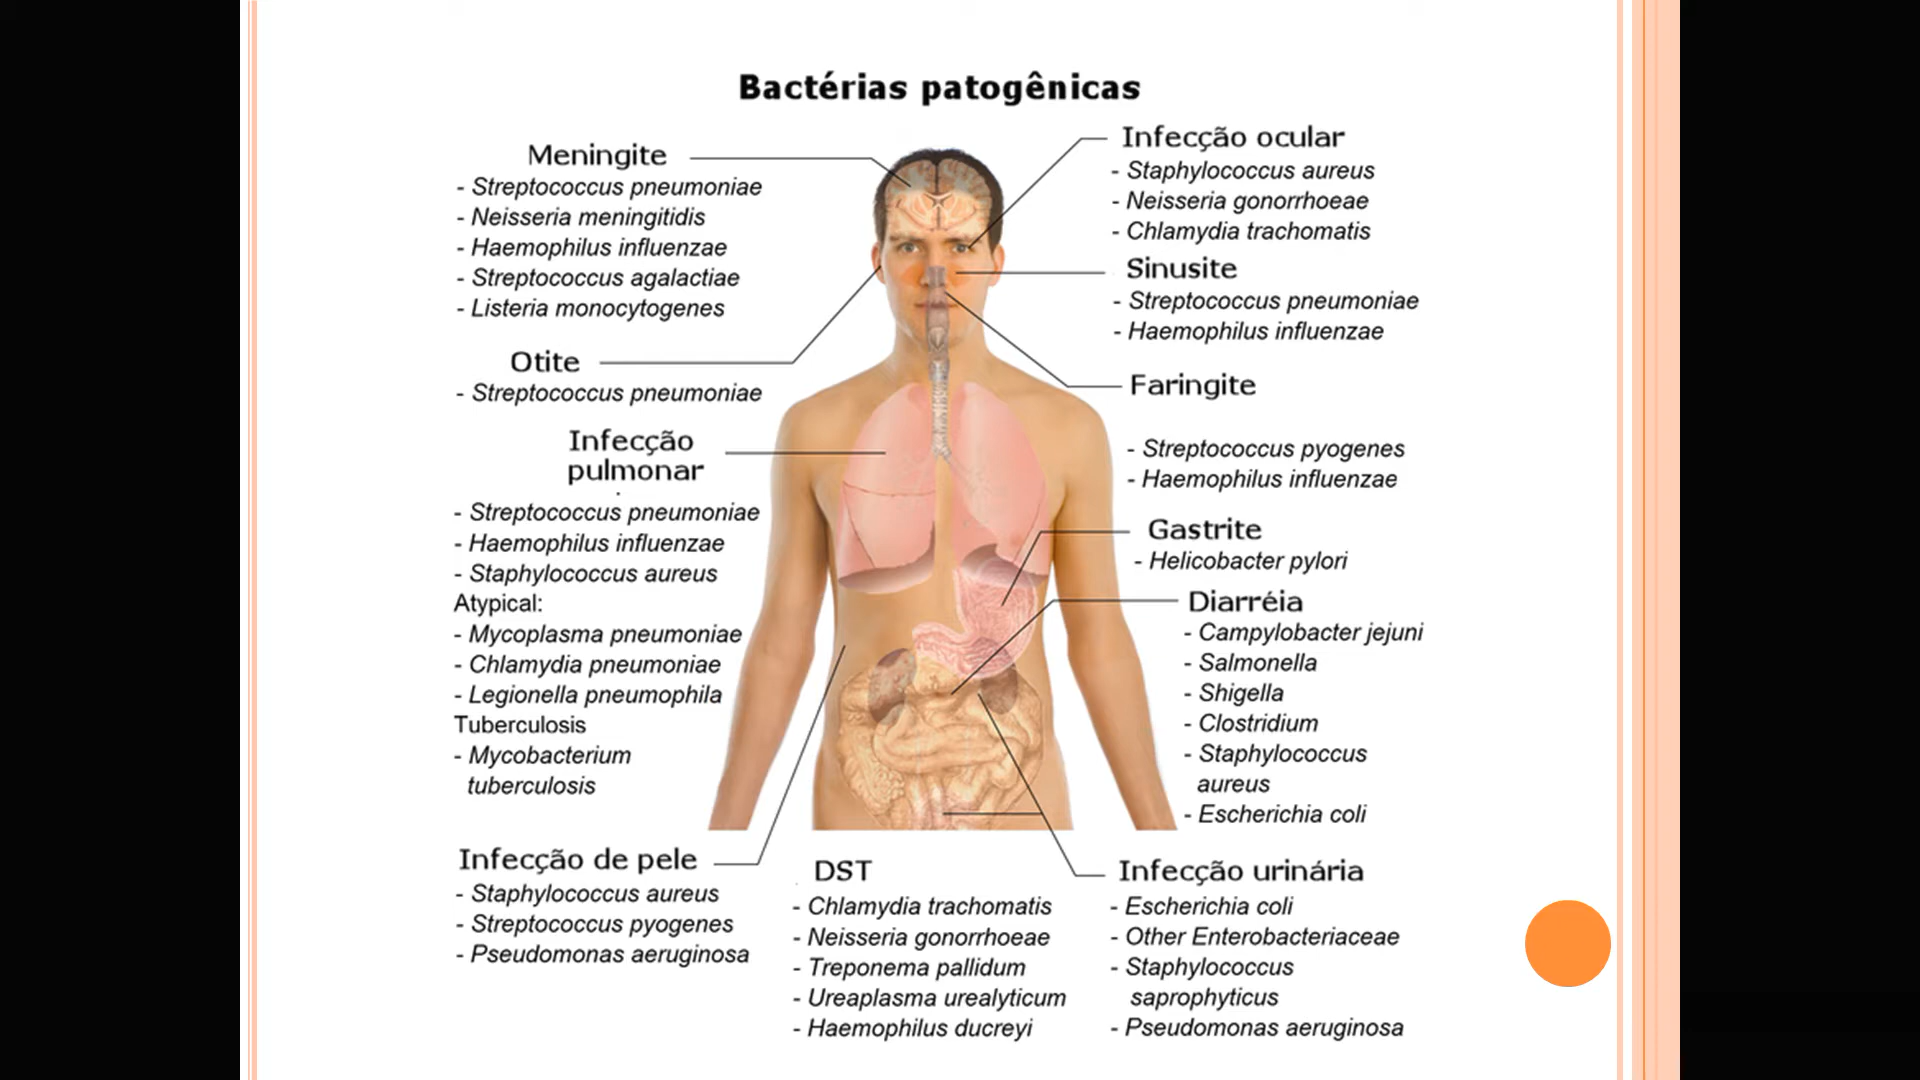 Bactérias patogênicas
Meningite
- Streptococcus pneumoniae
- Neisseria meningitidis
- Haemophilus influenzae
- Streptococcus agalactiae
- Listeria monocytogenes
Otite
- Streptococcus pneumoniae
Infecção
pulmonar
- Streptococcus pneumoniae
- Haemophilus influenzae
- Staphylococcus aureus
Atypical:
- Mycoplasma pneumoniae
- Chlamydia pneumoniae
- Legionella pneumophila
Tuberculosis
- Mycobacterium
tuberculosis
Infecção de pele
- Staphylococcus aureus
- Streptococcus pyogenes
- Pseudomonas aeruginosa
Infecção ocular
- Staphylococcus aureus
- Neisseria gonorrhoeae
- Chlamydia trachomatis
Sinusite
- Streptococcus pneumoniae
- Haemophilus influenzae
Faringite
- Streptococcus pyogenes
- Haemophilus influenzae
Gastrite
- Helicobacter pylori
Diarréia
- Campylobacter jejuni
- Salmonella
- Shigella
- Clostridium
- Staphylococcus
aureus
- Escherichia coli
DST
- Chlamydia trachomatis
- Neisseria gonorrhoeae
- Treponema pallidum
- Ureaplasma urealyticum
- Haemophilus ducreyi
Infecção urinária
- Escherichia coli
- Other Enterobacteriaceae
- Staphylococcus
saprophyticus
- Pseudomonas aeruginosa